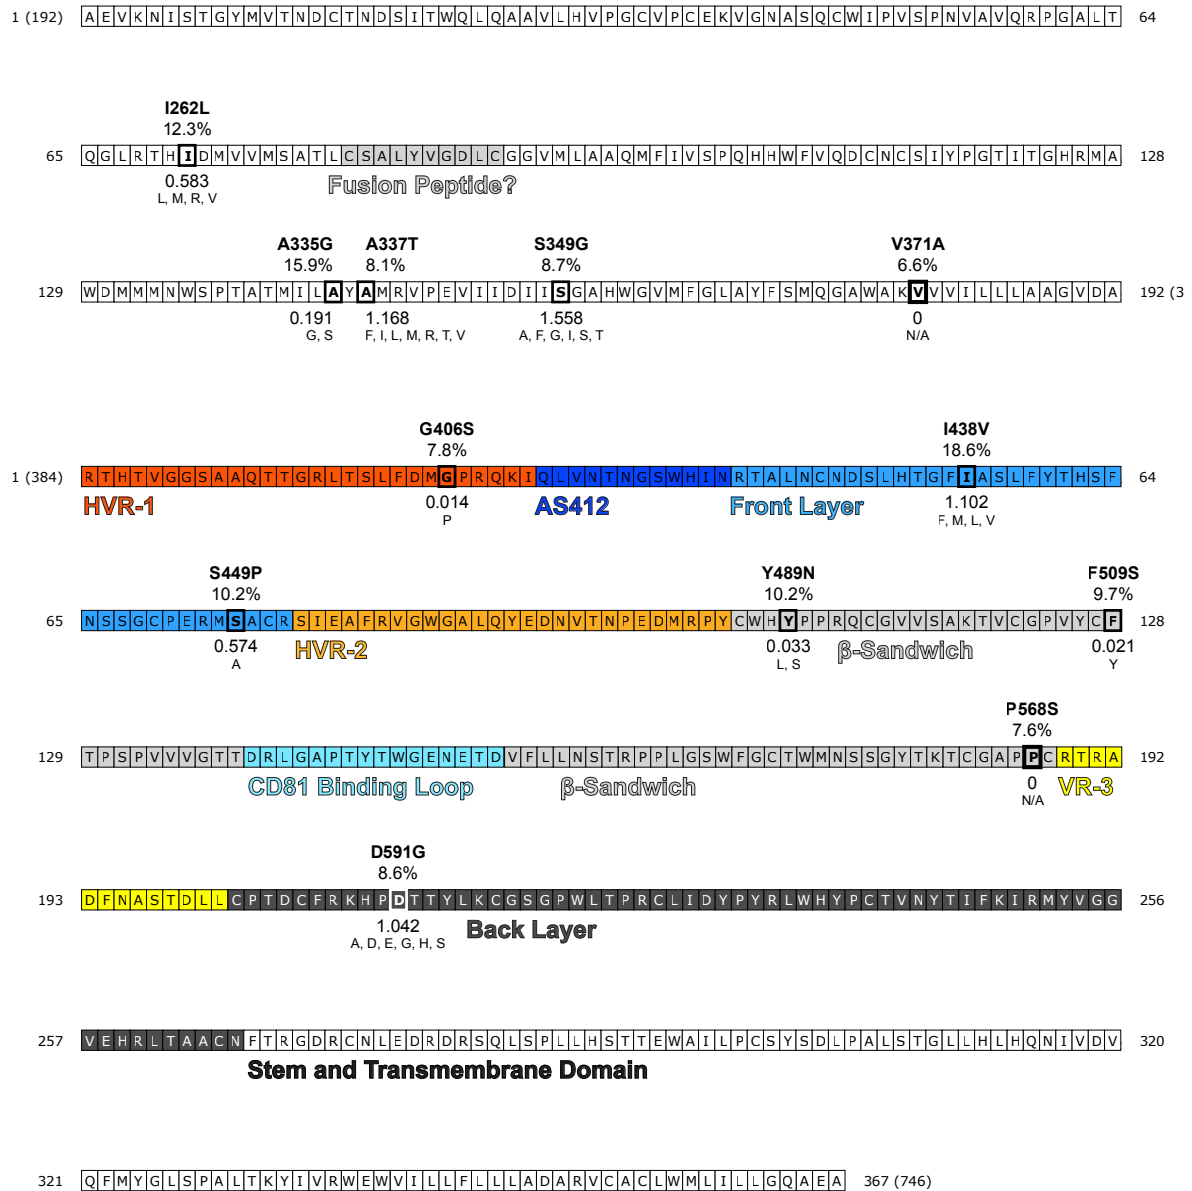 1 (192) AEVKNISTGYMVTNDCTNDSITWQLQAAVLHVPGCVPCEKVGNASQCWIPVSPNVAVQRPGALT 64
I262L
12.3%
65 QGLRTHIDMVVMSATLCSALYVGDLCGGVMLAAQMFIVSPQHHWFVQDCNCSIYPGTITGHRMA 128
0.583 Fusion Peptide?
L, M, R, V
A335G A337T S349G V371A
15.9% 8.1% 8.7% 6.6%
129 WDMMMNWSPTATMILAYAMRVPEVIIDIISGAHWGVMFGLAYFSMQGAWAKVVVILLLAAGVDA 192 (3
0.191 1.168 1.558 0
G, S F, I, L, M, R, T, V A, F, G, I, S, T N/A
G406S I438V
7.8% 18.6%
1 (384) RTHTVGGSAAQTTGRLTSLFDMGPRQKIQLVNTNGSWHINRTALNCNDSLHTGFIASLFYTHSF 64
HVR-1 0.014 AS412 Front Layer 1.102
P F, M, L, V
S449P Y489N F509S
10.2% 10.2% 9.7%
65 NSSGCPERMSACRSIEAFRVGWGALQYEDNVTNPEDMRPYCWHYPPRQCGVVSAKTVCGPVYCF 128
0.574 HVR-2 0.033 β-Sandwich 0.021
A L, S Y
P568S
7.6%
129 TPSPVVVGTTDRLGAPTYTWGENETDVFLLNSTRPPLGSWFGCTWMNSSGYTKTCGAPPCRTRA 192
CD81 Binding Loop β-Sandwich 0 VR-3
N/A
D591G
8.6%
193 DFNASTDLLCPTDCFRKHPDTTYLKCGSGPWLTPRCLIDYPYRLWHYPCTVNYTIFKIRMYVGG 256
1.042 Back Layer
A, D, E, G, H, S
257 VEHRLTAACNFTRGDRCNLEDRDRSQLSPLLHSTTEWAILPCSYSDLPALSTGLLHLHQNIVDV 320
Stem and Transmembrane Domain
321 QFMYGLSPALTKYIVRWEWVILLFLLLADARVCACLWMLILLGQAEA 367 (746)